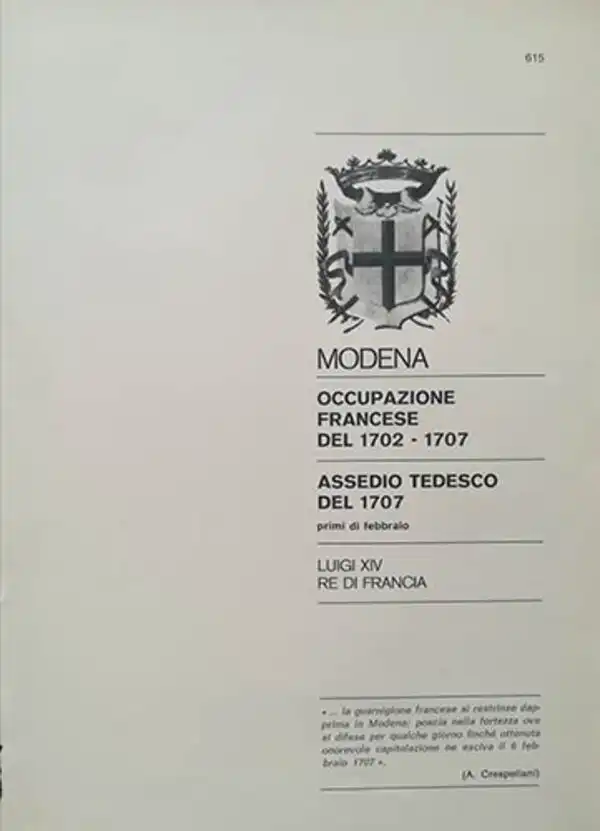 615
MODENA
OCCUPAZIONE
FRANCESE
DEL 1702 - 1707
ASSEDIO TEDESCO
DEL 1707
primi di febbraio
LUIGI XIV
RE DI FRANCIA
« ... la guarnigione francese si restrinse dap-
prima in Modena; poscia nella fortezza ove
si difese per qualche giorno finché ottenuta
onorevole capitolazione ne esciva il 6 feb-
braio 1707 ».
(A. Crespellani)